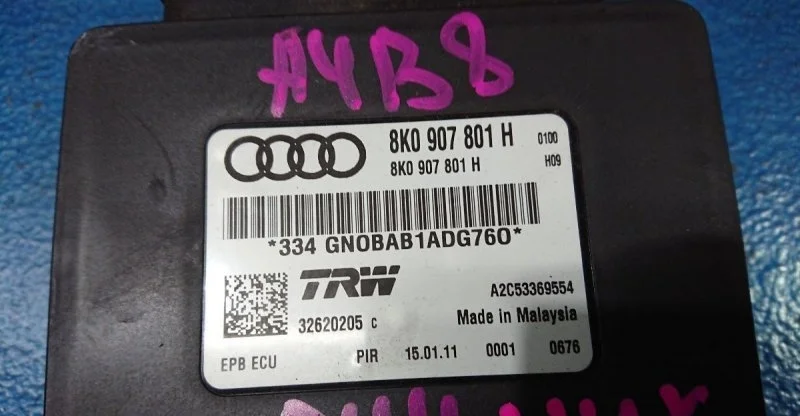 A4B8
8K0 907 801 H 0100
8K0 907 801 H H09
*334 GNOBAB1ADG760*
TRW A2C53369554
32620205 C Made in Malaysia
EPB ECU PIR 15.01.11 0001 0676